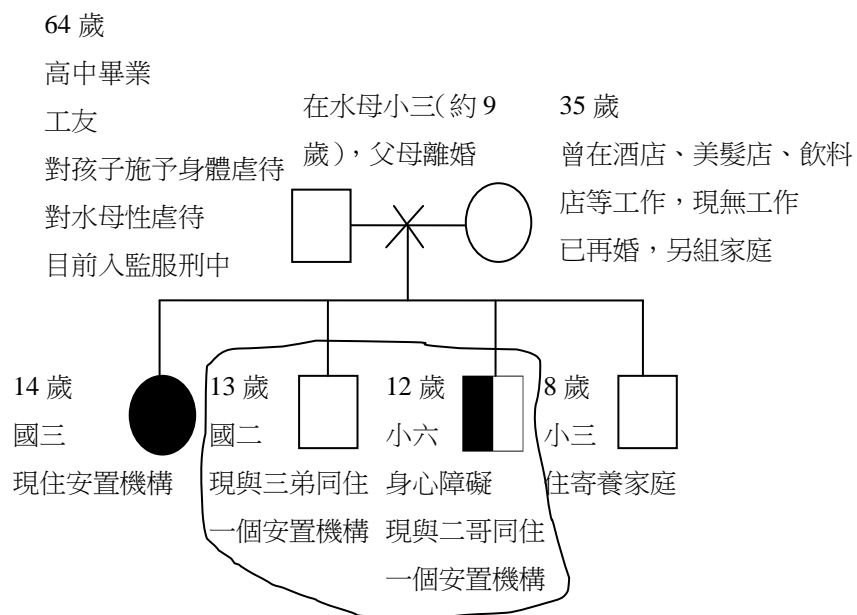 64 歲
高中畢業
工友
對孩子施予身體虐待
對水母性虐待
目前入監服刑中
在水母小三(約 9
歲)，父母離婚
35 歲
曾在酒店、美髮店、飲料
店等工作，現無工作
已再婚，另組家庭
14 歲
國三
現住安置機構
13 歲
國二
現與三弟同住
一個安置機構
12 歲
小六
身心障礙
現與二哥同住
一個安置機構
8 歲
小三
住寄養家庭